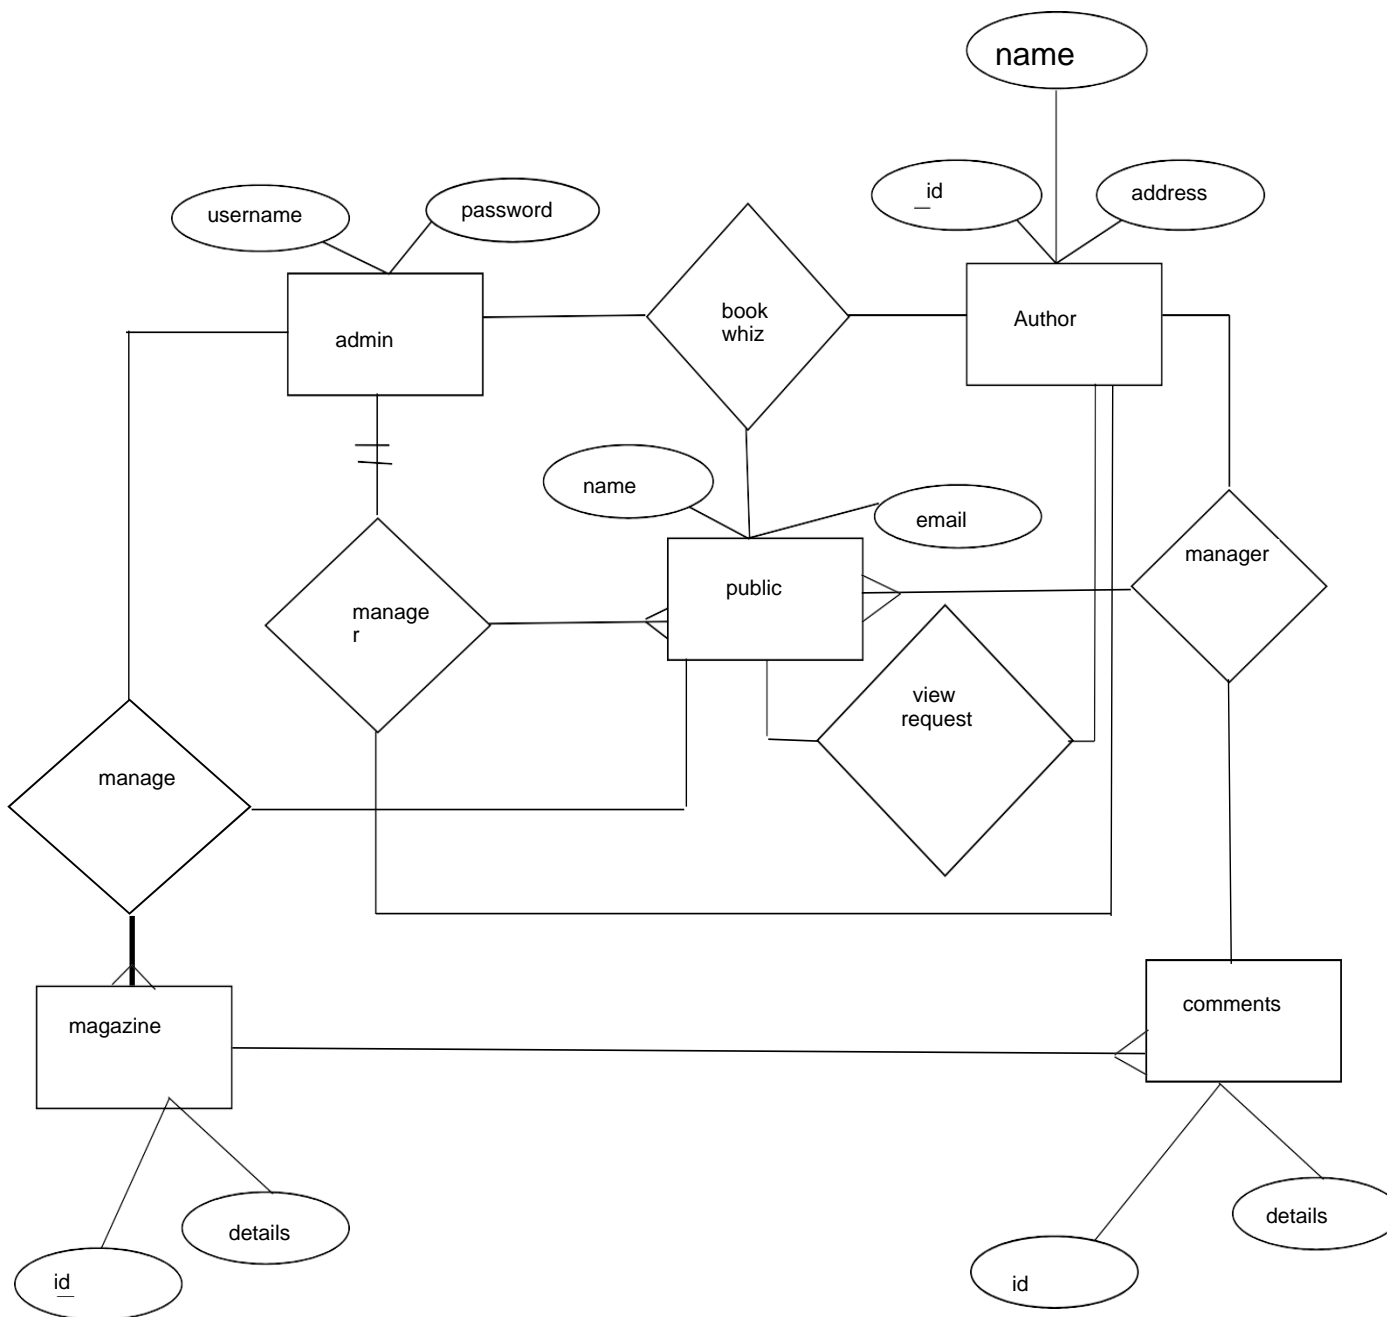 name
_id
address
username
password
book
whiz
Author
admin
name
email
manager
public
manage
r
view
request
manage
comments
magazine
details
details
id
id